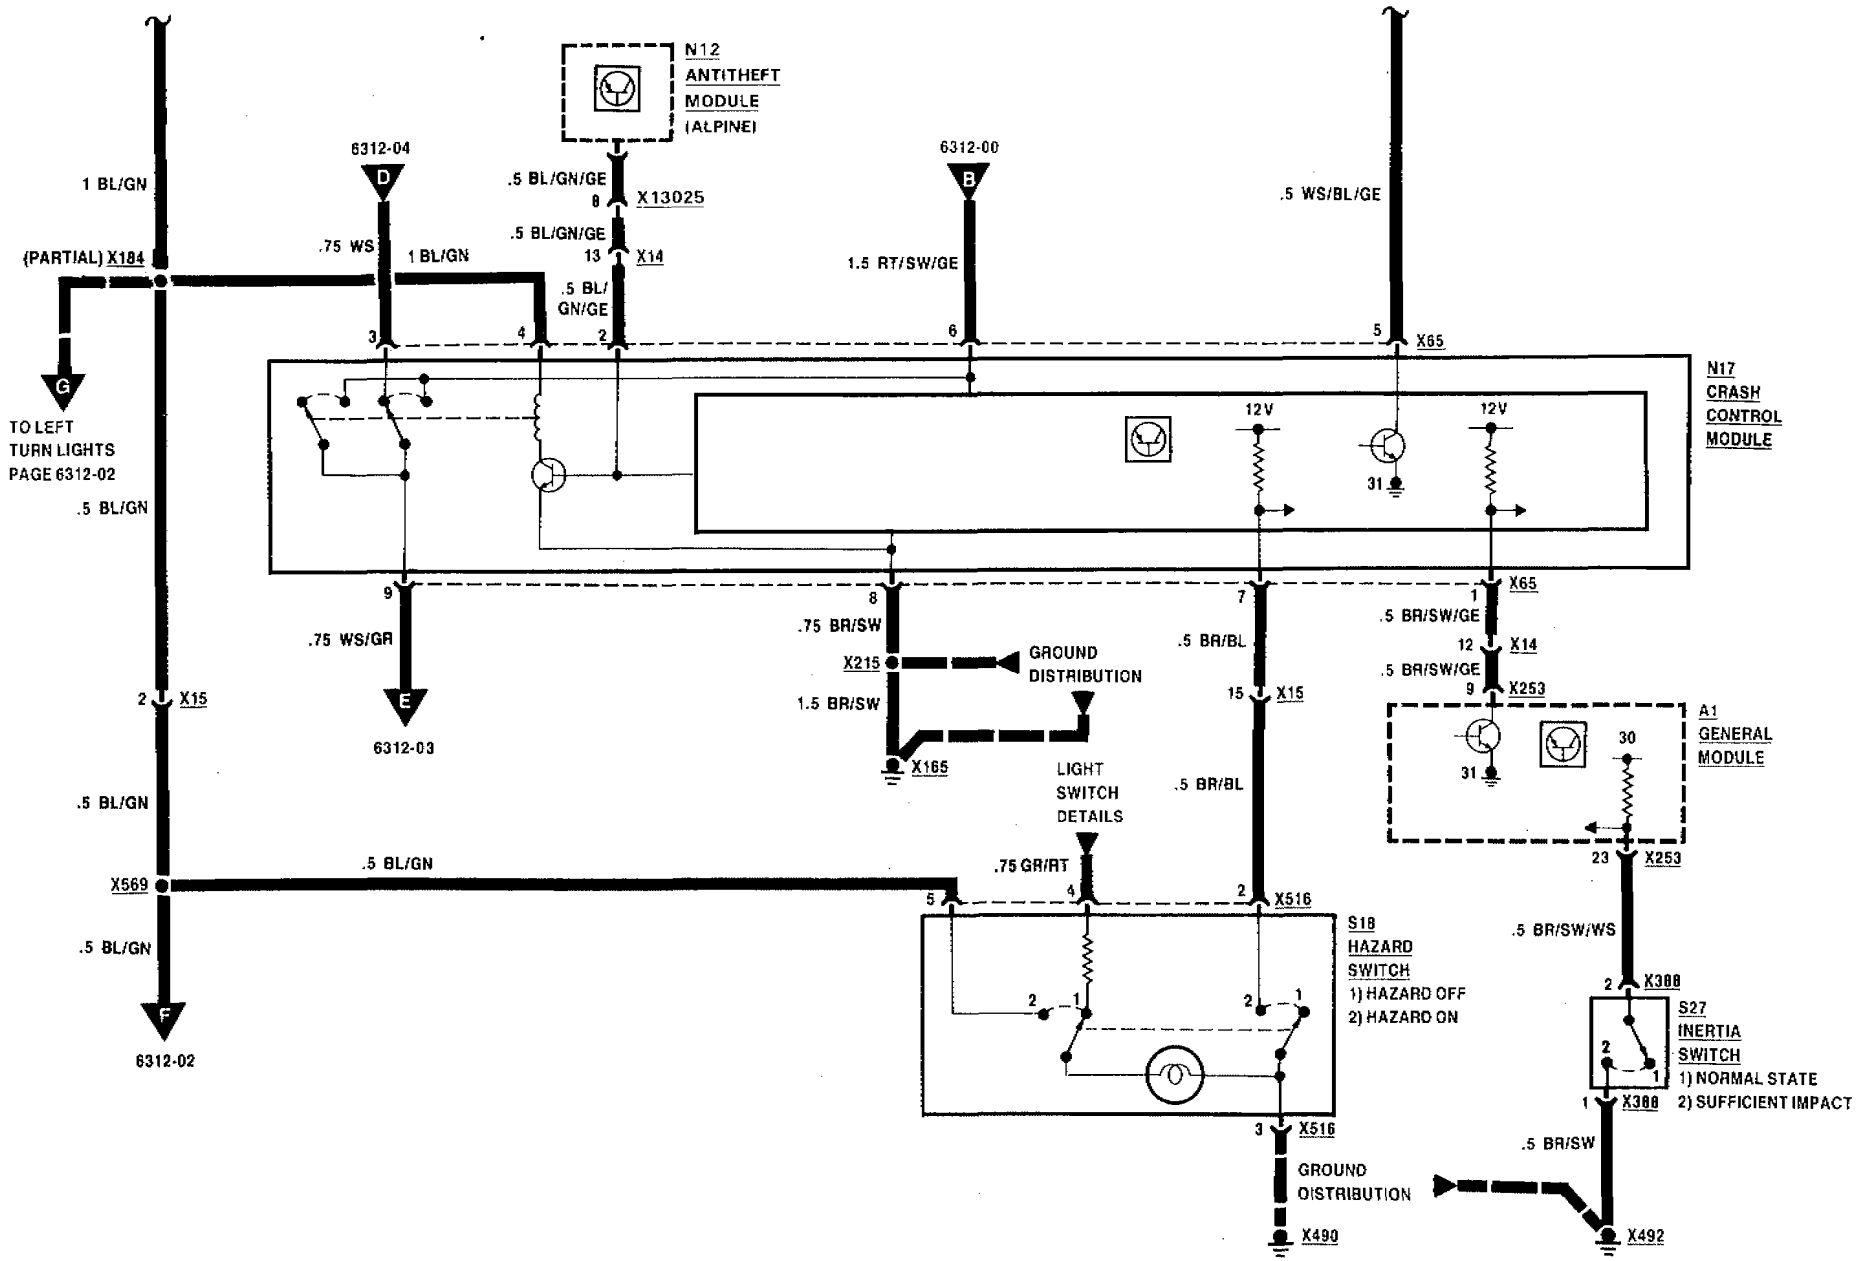 N12
ANTITHEFT
MODULE
(ALPINE)
6312-04
D
6312-00
B
1 BL/GN
.5 BL/GN/GE
8
X13025
.5 WS/BL/GE
.5 BL/GN/GE
.75 WS
1 BL/GN
13
X14
(PARTIAL) X184
1.5 RT/SW/GE
.5 BL/
GN/GE
3
4
2
6
5
X65
G
N17
CRASH
CONTROL
MODULE
TO LEFT
TURN LIGHTS
PAGE 6312-02
12V
12V
31
.5 BL/GN
9
8
7
1
X65
.75 WS/GR
.75 BR/SW
.5 BR/BL
.5 BR/SW/GE
12
X14
X215
GROUND
DISTRIBUTION
.5 BR/SW/GE
9
X253
2
X15
E
1.5 BR/SW
15
X15
6312-03
A1
GENERAL
MODULE
30
31
X165
LIGHT
SWITCH
DETAILS
.5 BR/BL
.5 BL/GN
.5 BL/GN
.75 GR/RT
23
X253
X569
5
4
2
X516
S18
HAZARD
SWITCH
1) HAZARD OFF
2) HAZARD ON
.5 BR/SW/WS
.5 BL/GN
2
1
2
1
2
X388
F
6312-02
S27
INERTIA
SWITCH
1) NORMAL STATE
2) SUFFICIENT IMPACT
2
1
1
X388
3
X516
.5 BR/SW
GROUND
DISTRIBUTION
X490
X492